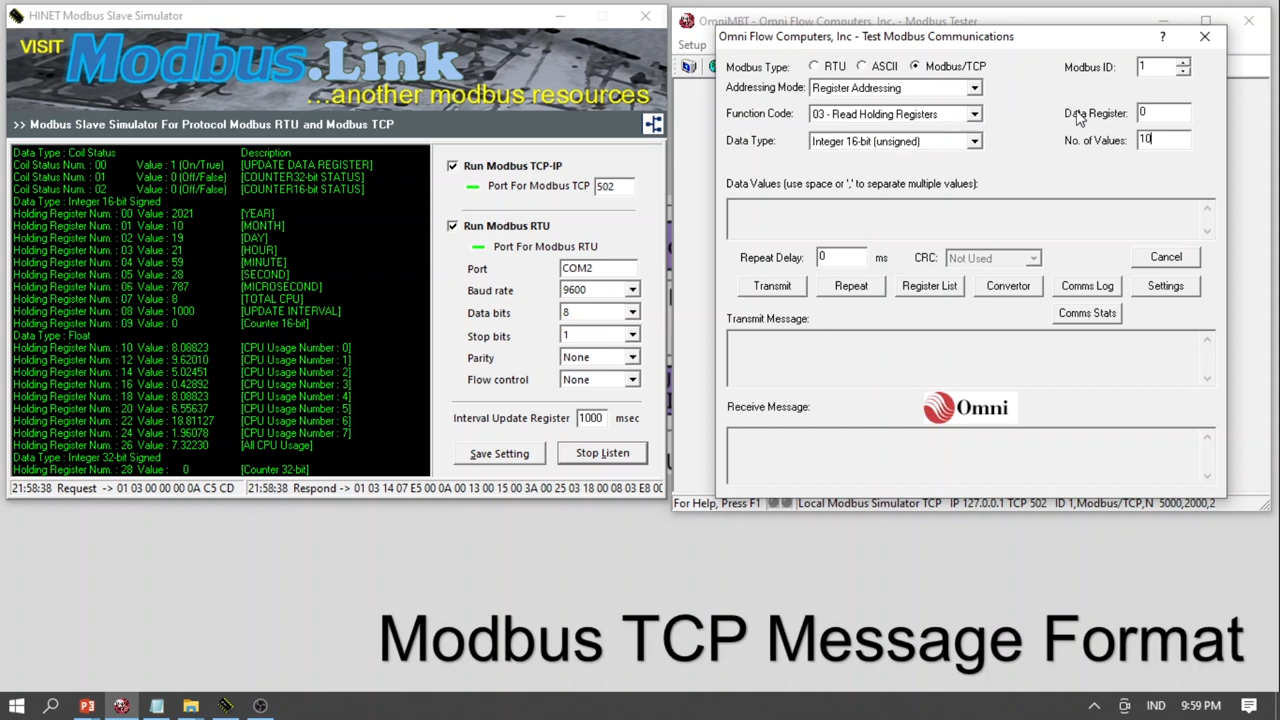 HINET Modbus Slave Simulator
VISIT Modbus.Link
...another modbus resources
>> Modbus Slave Simulator For Protocol Modbus RTU and Modbus TCP
Data Type : Coil Status Description
Coil Status Num. : 00 Value : 1 (On/True) [UPDATE DATA REGISTER]
Coil Status Num. : 01 Value : 0 (Off/False) [COUNTER32-bit STATUS]
Coil Status Num. : 02 Value : 0 (Off/False) [COUNTER16-bit STATUS]
Data Type : Integer 16-bit Signed
Holding Register Num. : 00 Value : 2021 [YEAR]
Holding Register Num. : 01 Value : 10 [MONTH]
Holding Register Num. : 02 Value : 19 [DAY]
Holding Register Num. : 03 Value : 21 [HOUR]
Holding Register Num. : 04 Value : 59 [MINUTE]
Holding Register Num. : 05 Value : 28 [SECOND]
Holding Register Num. : 06 Value : 787 [MICROSECOND]
Holding Register Num. : 07 Value : 8 [TOTAL CPU]
Holding Register Num. : 08 Value : 1000 [UPDATE INTERVAL]
Holding Register Num. : 09 Value : 0 [Counter 16-bit]
Data Type : Float
Holding Register Num. : 10 Value : 8.08823 [CPU Usage Number : 0]
Holding Register Num. : 12 Value : 9.62010 [CPU Usage Number : 1]
Holding Register Num. : 14 Value : 5.02451 [CPU Usage Number : 2]
Holding Register Num. : 16 Value : 0.42892 [CPU Usage Number : 3]
Holding Register Num. : 18 Value : 8.08823 [CPU Usage Number : 4]
Holding Register Num. : 20 Value : 6.55637 [CPU Usage Number : 5]
Holding Register Num. : 22 Value : 18.81127 [CPU Usage Number : 6]
Holding Register Num. : 24 Value : 1.96078 [CPU Usage Number : 7]
Holding Register Num. : 26 Value : 7.32230 [All CPU Usage]
Data Type : Integer 32-bit Signed
Holding Register Num. : 28 Value : 0 [Counter 32-bit]
21:58:38 Request -> 01 03 00 00 00 0A C5 CD 21:58:38 Respond -> 01 03 14 07 E5 00 0A 00 13 00 15 00 3A 00 25 03 18 00 08 03 E8 00
Run Modbus TCP-IP
Port For Modbus TCP 502
Run Modbus RTU
Port For Modbus RTU
Port COM2
Baud rate 9600
Data bits 8
Stop bits 1
Parity None
Flow control None
Interval Update Register 1000 msec
Save Setting Stop Listen
OmniMBT - Omni Flow Computers, Inc. - Modbus Tester
Setup
Omni Flow Computers, Inc - Test Modbus Communications
Modbus Type: RTU ASCII Modbus/TCP Modbus ID: 1
Addressing Mode: Register Addressing
Function Code: 03 - Read Holding Registers Data Register: 0
Data Type: Integer 16-bit (unsigned) No. of Values: 10
Data Values (use space or ',' to separate multiple values):
Repeat Delay: 0 ms CRC: Not Used Cancel
Transmit Repeat Register List Convertor Comms Log Settings
Comms Stats
Transmit Message:
Receive Message: Omni
For Help, Press F1 Local Modbus Simulator TCP IP 127.0.0.1 TCP 502 ID 1,Modbus/TCP,N 5000,2000,2
Modbus TCP Message Format
IND 9:59 PM